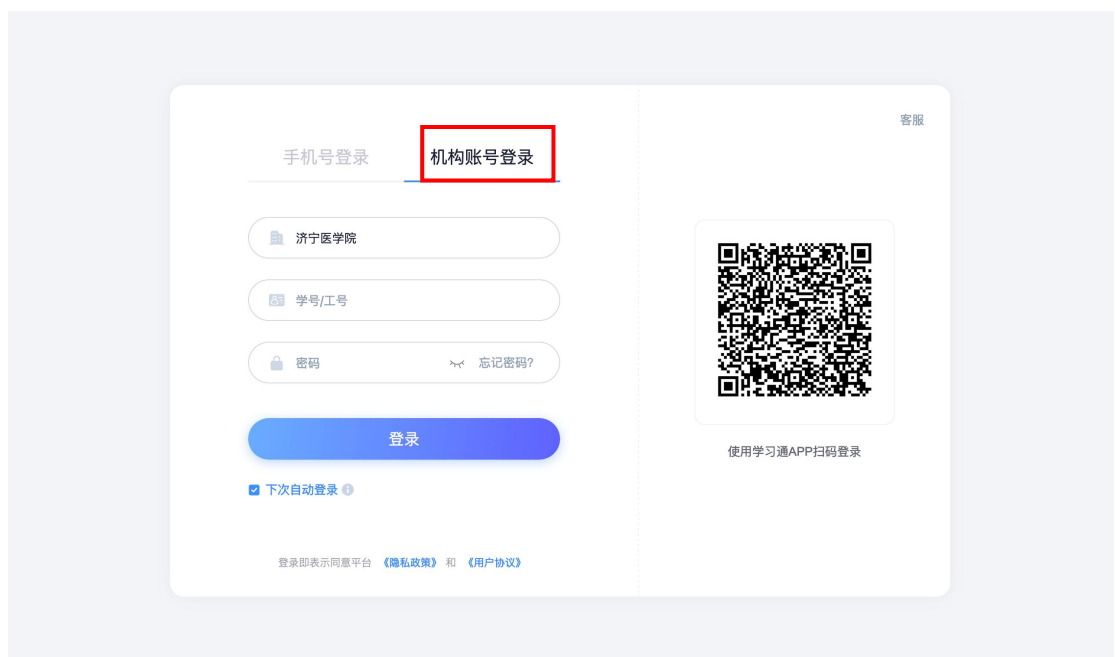 客服
手机号登录 机构账号登录
济宁医学院
学号/工号
密码 忘记密码?
登录
下次自动登录
登录即表示同意平台 《隐私政策》 和 《用户协议》
使用学习通APP扫码登录